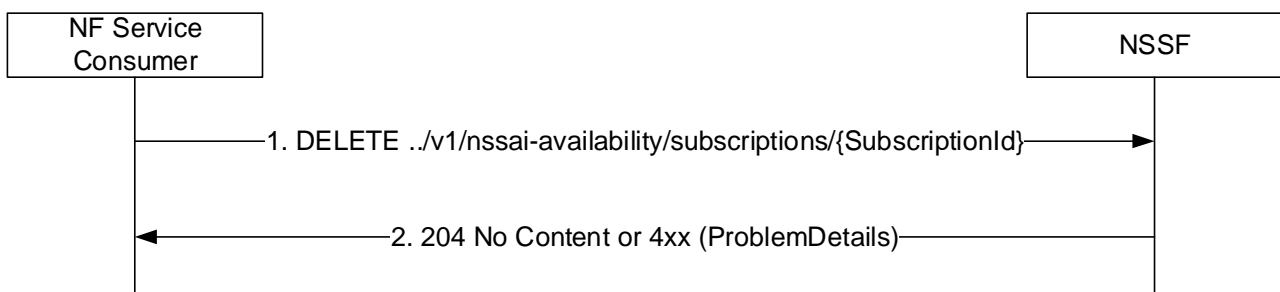 NF Service
Consumer
NSSF
1. DELETE ../v1/nssai-availability/subscriptions/{SubscriptionId}
2. 204 No Content or 4xx (ProblemDetails)